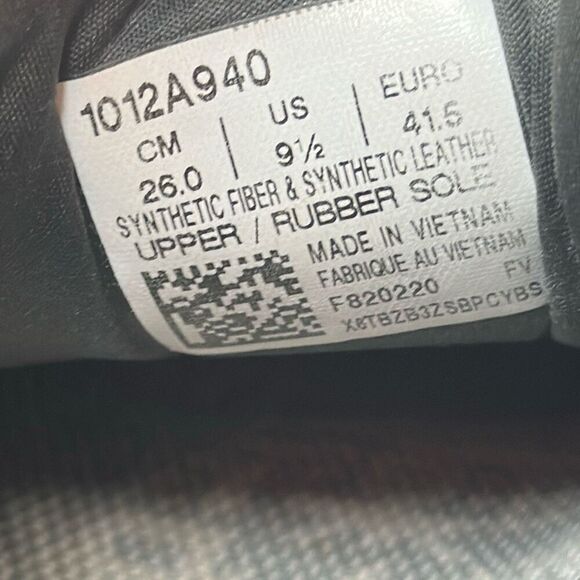 1012A940
CM | US | EURO
26.0 | 9½ | 41.5
SYNTHETIC FIBER & SYNTHETIC LEATHER
UPPER / RUBBER SOLE
MADE IN VIETNAM
FABRIQUE AU VIETNAM
F820220 FV
X8TBZB3ZSBPCYBS